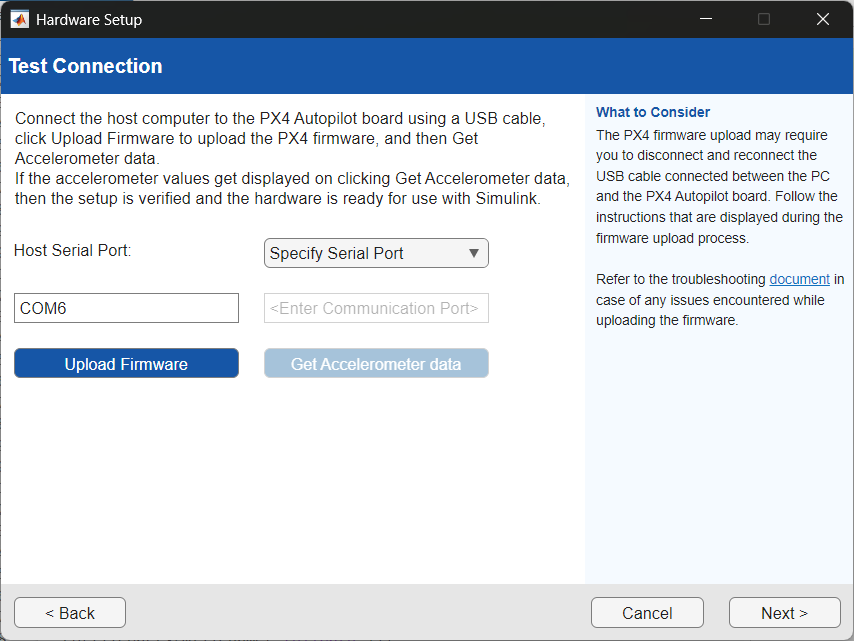 Hardware Setup
Test Connection
Connect the host computer to the PX4 Autopilot board using a USB cable,
click Upload Firmware to upload the PX4 firmware, and then Get
Accelerometer data.
If the accelerometer values get displayed on clicking Get Accelerometer data,
then the setup is verified and the hardware is ready for use with Simulink.
Host Serial Port:
Specify Serial Port
COM6
<Enter Communication Port>
Upload Firmware
Get Accelerometer data
What to Consider
The PX4 firmware upload may require
you to disconnect and reconnect the
USB cable connected between the PC
and the PX4 Autopilot board. Follow the
instructions that are displayed during the
firmware upload process.
Refer to the troubleshooting document in
case of any issues encountered while
uploading the firmware.
< Back
Cancel
Next >